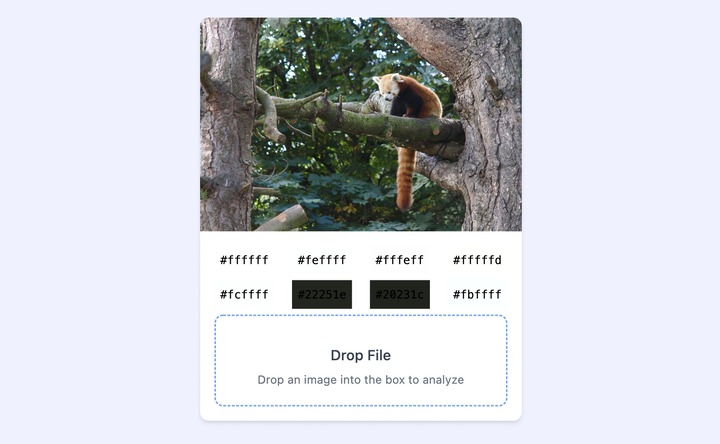 #ffffff #feffff #fffeff #fffffd
#fcffff #22251e #20231c #fbffff
Drop File
Drop an image into the box to analyze